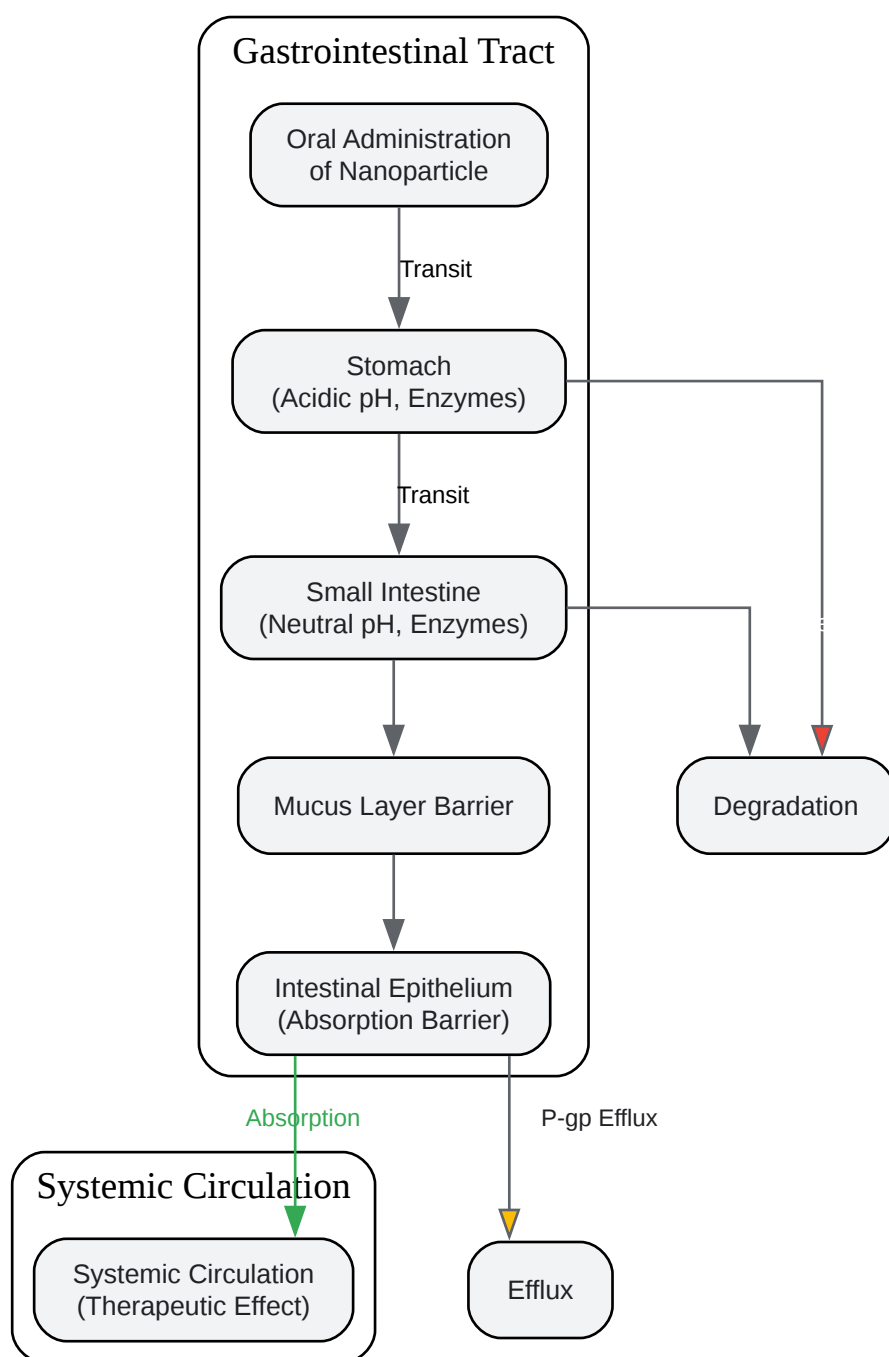 Gastrointestinal Tract
Oral Administration
of Nanoparticle
Transit
Stomach
(Acidic pH, Enzymes)
Transit
Small Intestine
(Neutral pH, Enzymes)
Mucus Layer Barrier
Degradation
Intestinal Epithelium
(Absorption Barrier)
Absorption
P-gp Efflux
Systemic Circulation
Systemic Circulation
(Therapeutic Effect)
Efflux